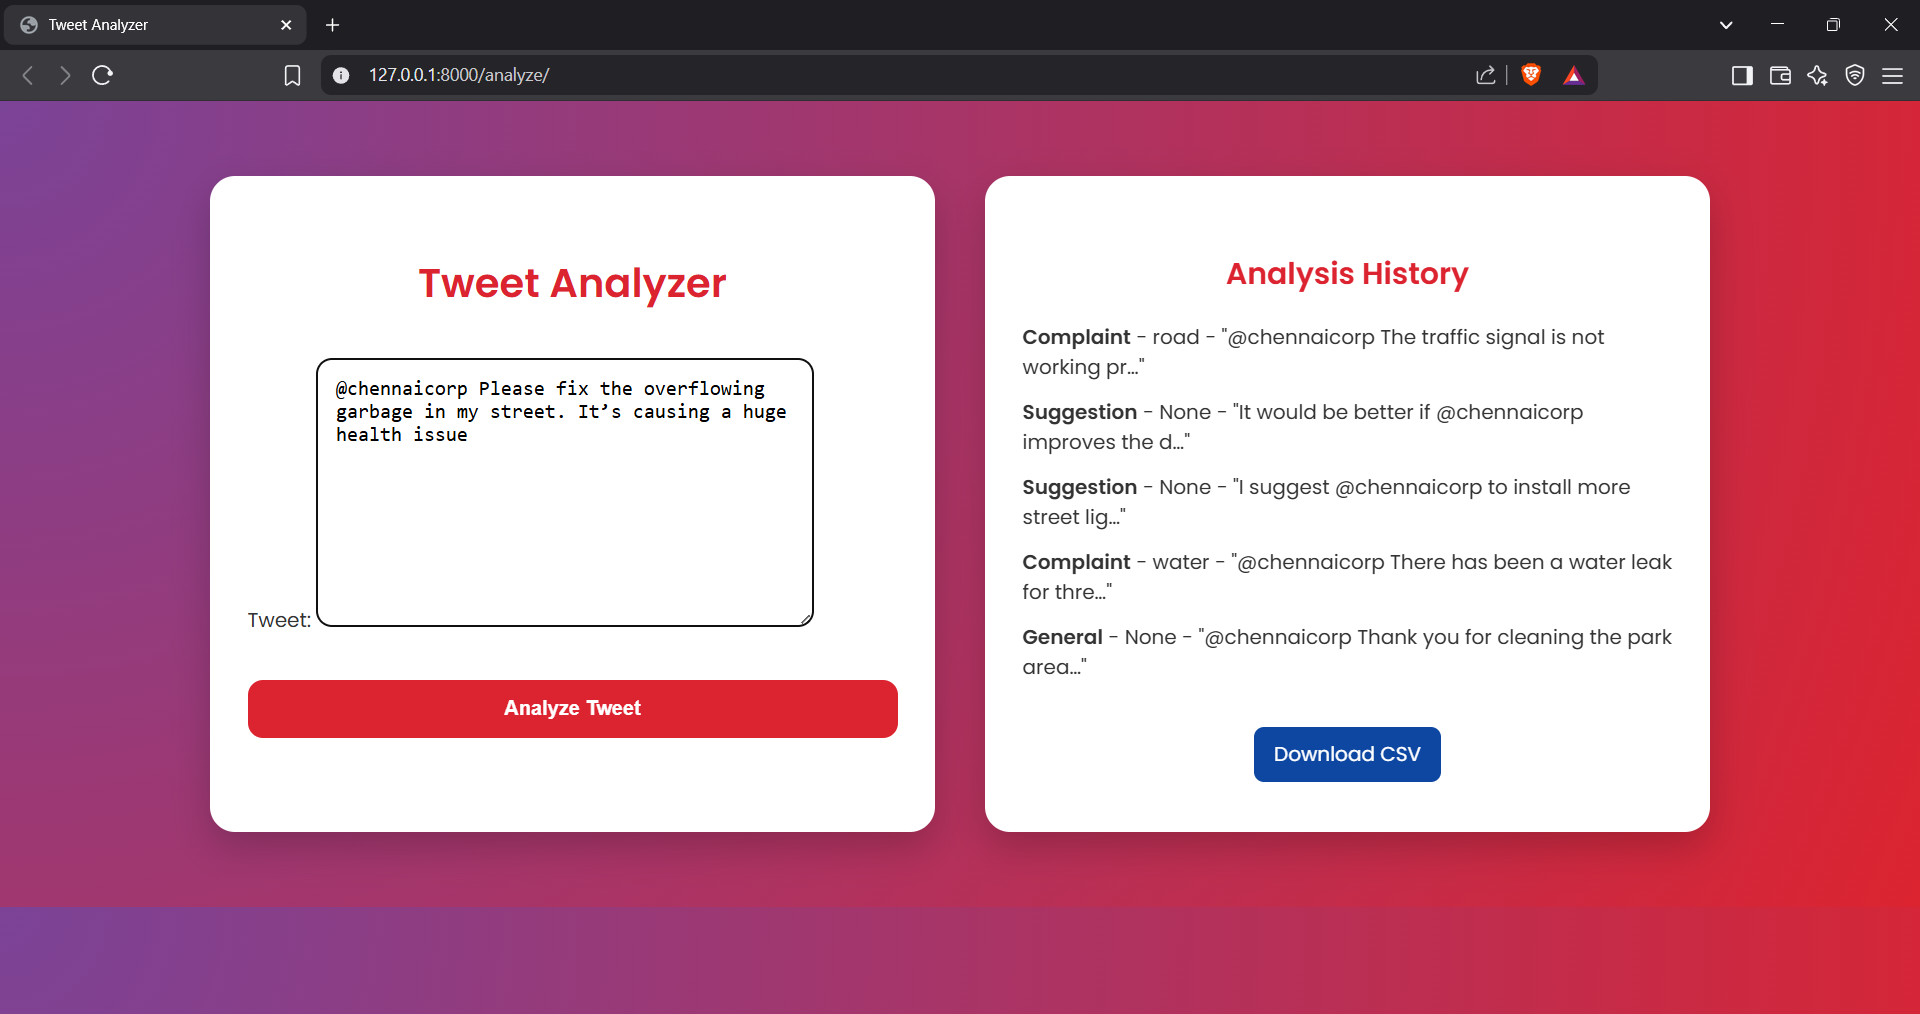 Tweet Analyzer
127.0.0.1:8000/analyze/
Tweet Analyzer
@chennaicorp Please fix the overflowing
garbage in my street. It’s causing a huge
health issue
Tweet:
Analyze Tweet
Analysis History
Complaint - road - "@chennaicorp The traffic signal is not
working pr..."
Suggestion - None - "It would be better if @chennaicorp
improves the d..."
Suggestion - None - "I suggest @chennaicorp to install more
street lig..."
Complaint - water - "@chennaicorp There has been a water leak
for thre..."
General - None - "@chennaicorp Thank you for cleaning the park
area..."
Download CSV